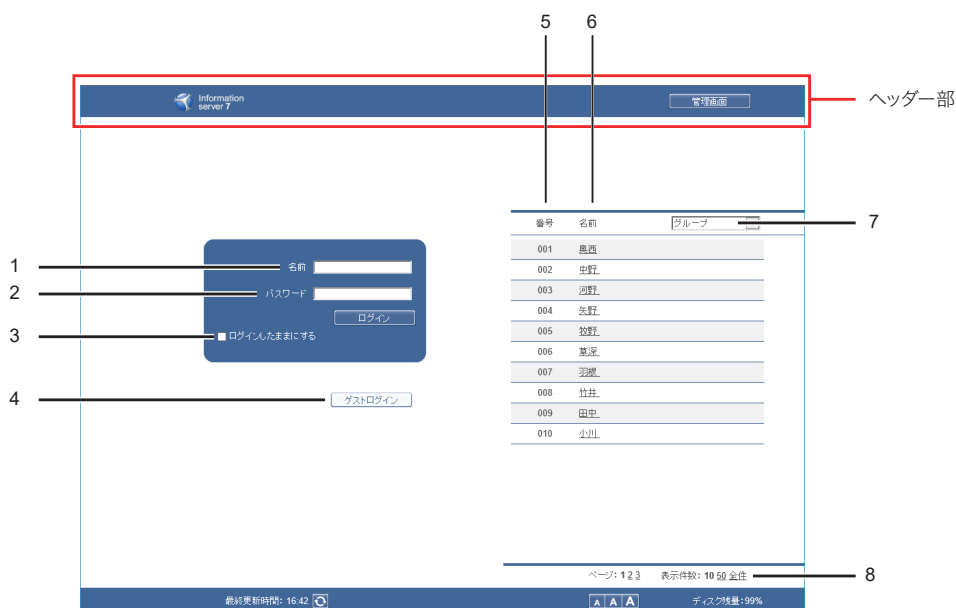 5 6
Information
server 7
管理画面
ヘッダー部
番号 名前 グループ 7
001 奥西
1 名前
002 中野
2 パスワード
003 河野
ログイン
004 矢野
3 ログインしたままにする
005 牧野
006 草深
007 羽根
4 ゲストログイン
008 竹井
009 田中
010 小川
ページ: 1 2 3 表示件数: 10 50 全件 8
最終更新時間: 16:42 A A A ディスク残量:99%